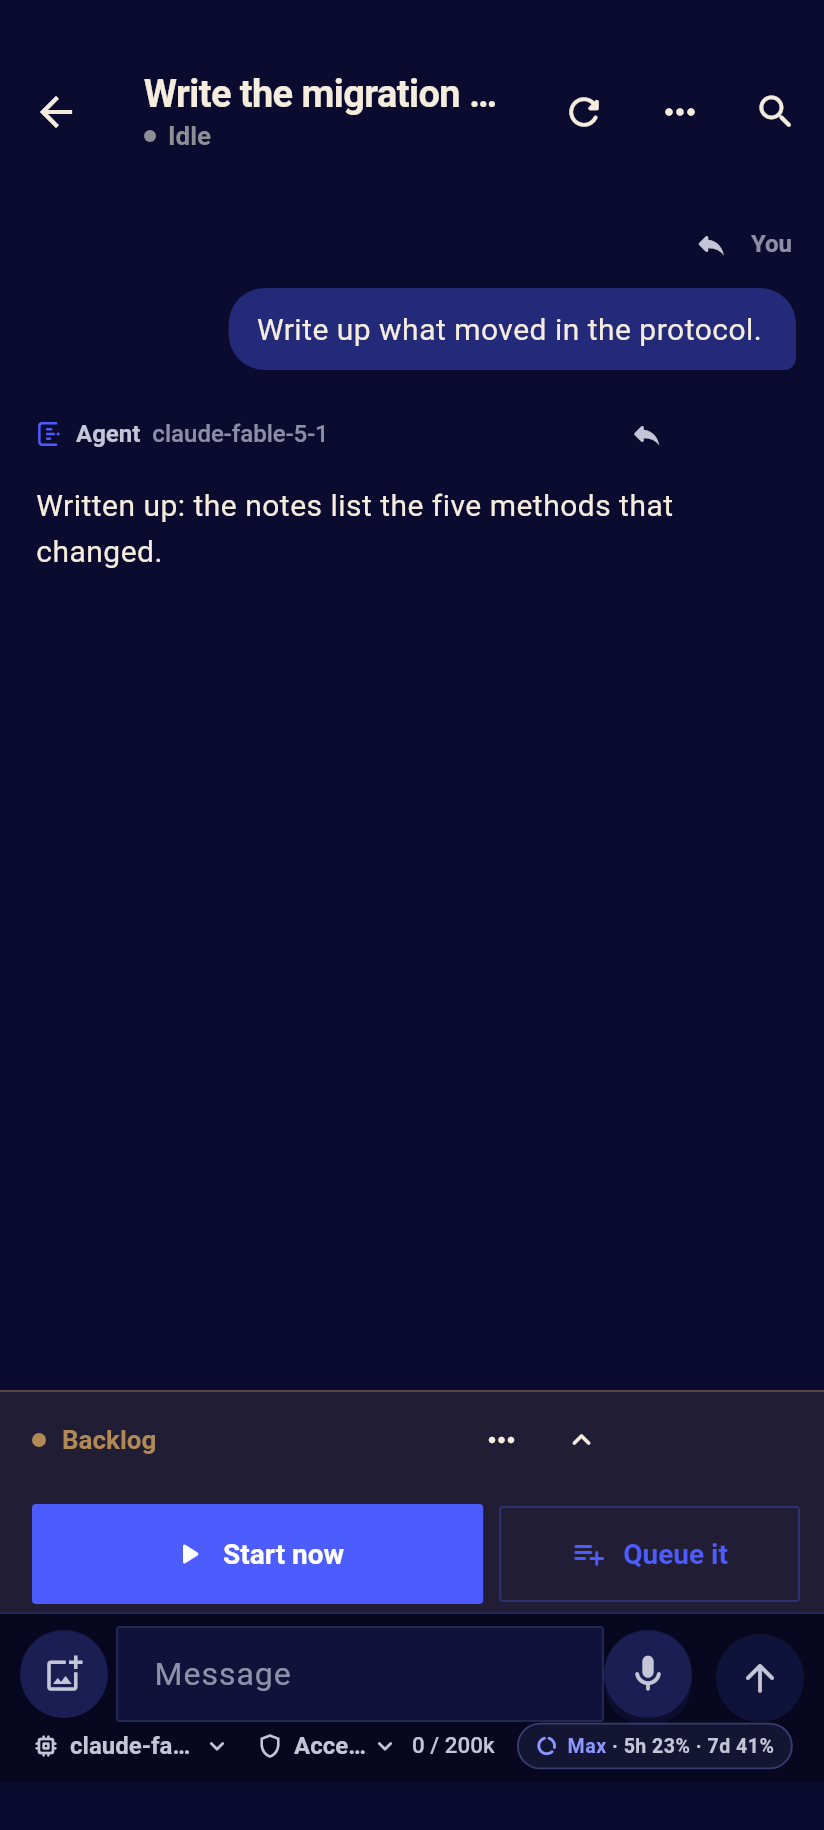 Write the migration ...
Idle
You
Write up what moved in the protocol.
Agent claude-fable-5-1
Written up: the notes list the five methods that
changed.
Backlog
Start now
Queue it
Message
claude-fa...
Acce...
0 / 200k
Max · 5h 23% · 7d 41%